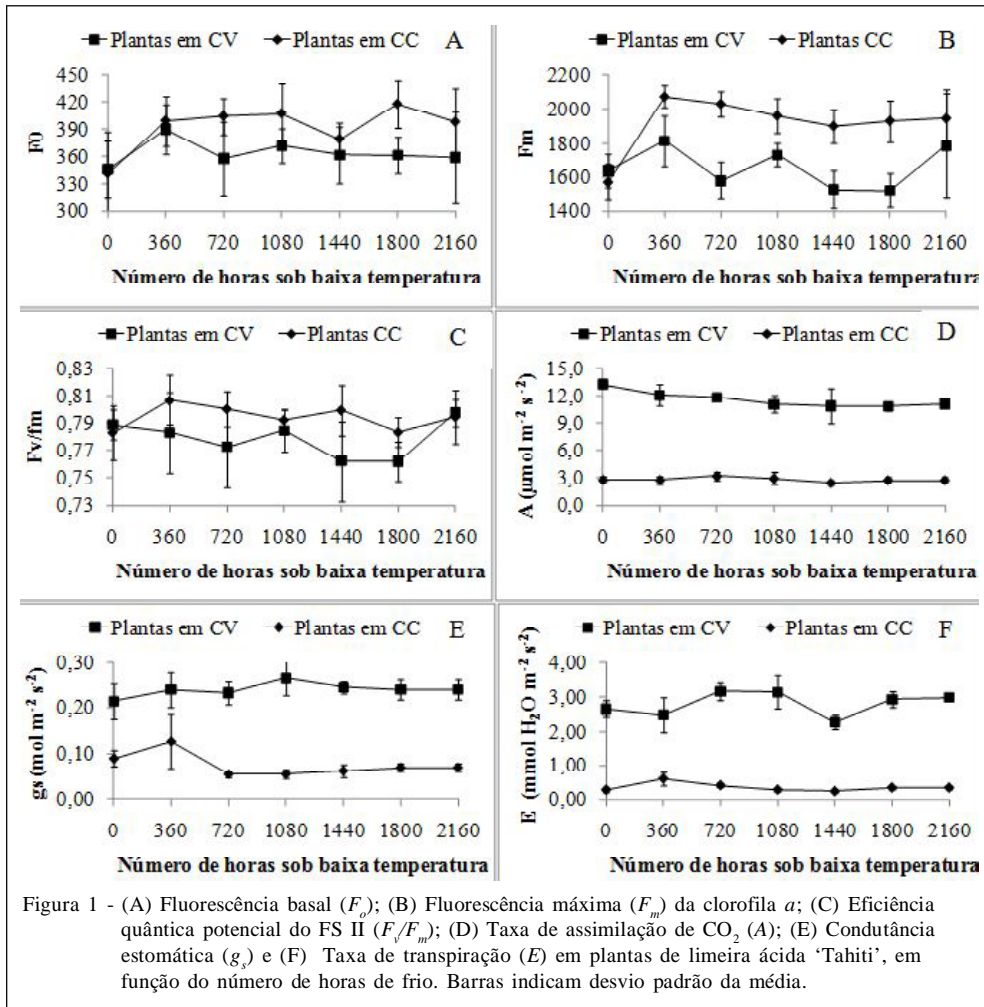 Plantas em CV Plantas CC A
450
420
390
360
330
300
F0
0 360 720 1080 1440 1800 2160
Número de horas sob baixa temperatura
Plantas em CV Plantas CC B
2200
2000
1800
1600
1400
Fm
0 360 720 1080 1440 1800 2160
Número de horas sob baixa temperatura
Plantas em CV Plantas CC C
0,83
0,81
0,79
0,77
0,75
0,73
Fv/fm
0 360 720 1080 1440 1800 2160
Número de horas sob baixa temperatura
Plantas em CV Plantas CC D
15,0
12,0
9,0
6,0
3,0
0,0
A (µmol m⁻² s⁻²)
0 360 720 1080 1440 1800 2160
Número de horas sob baixa temperatura
Plantas em CV Plantas em CC E
0,30
0,20
0,10
0,00
gs (mol m⁻² s⁻²)
0 360 720 1080 1440 1800 2160
Número de horas sob baixa temperatura
Plantas em CV Plantas em CC F
4,00
3,00
2,00
1,00
0,00
E (mmol H₂O m⁻² s⁻²)
0 360 720 1080 1440 1800 2160
Número de horas sob baixa temperatura
Figura 1 - (A) Fluorescência basal (Fₒ); (B) Fluorescência máxima (Fₘ) da clorofila a; (C) Eficiência
quântica potencial do FS II (Fᵥ/Fₘ); (D) Taxa de assimilação de CO₂ (A); (E) Condutância
estomática (gₛ) e (F) Taxa de transpiração (E) em plantas de limeira ácida ‘Tahiti’, em
função do número de horas de frio. Barras indicam desvio padrão da média.